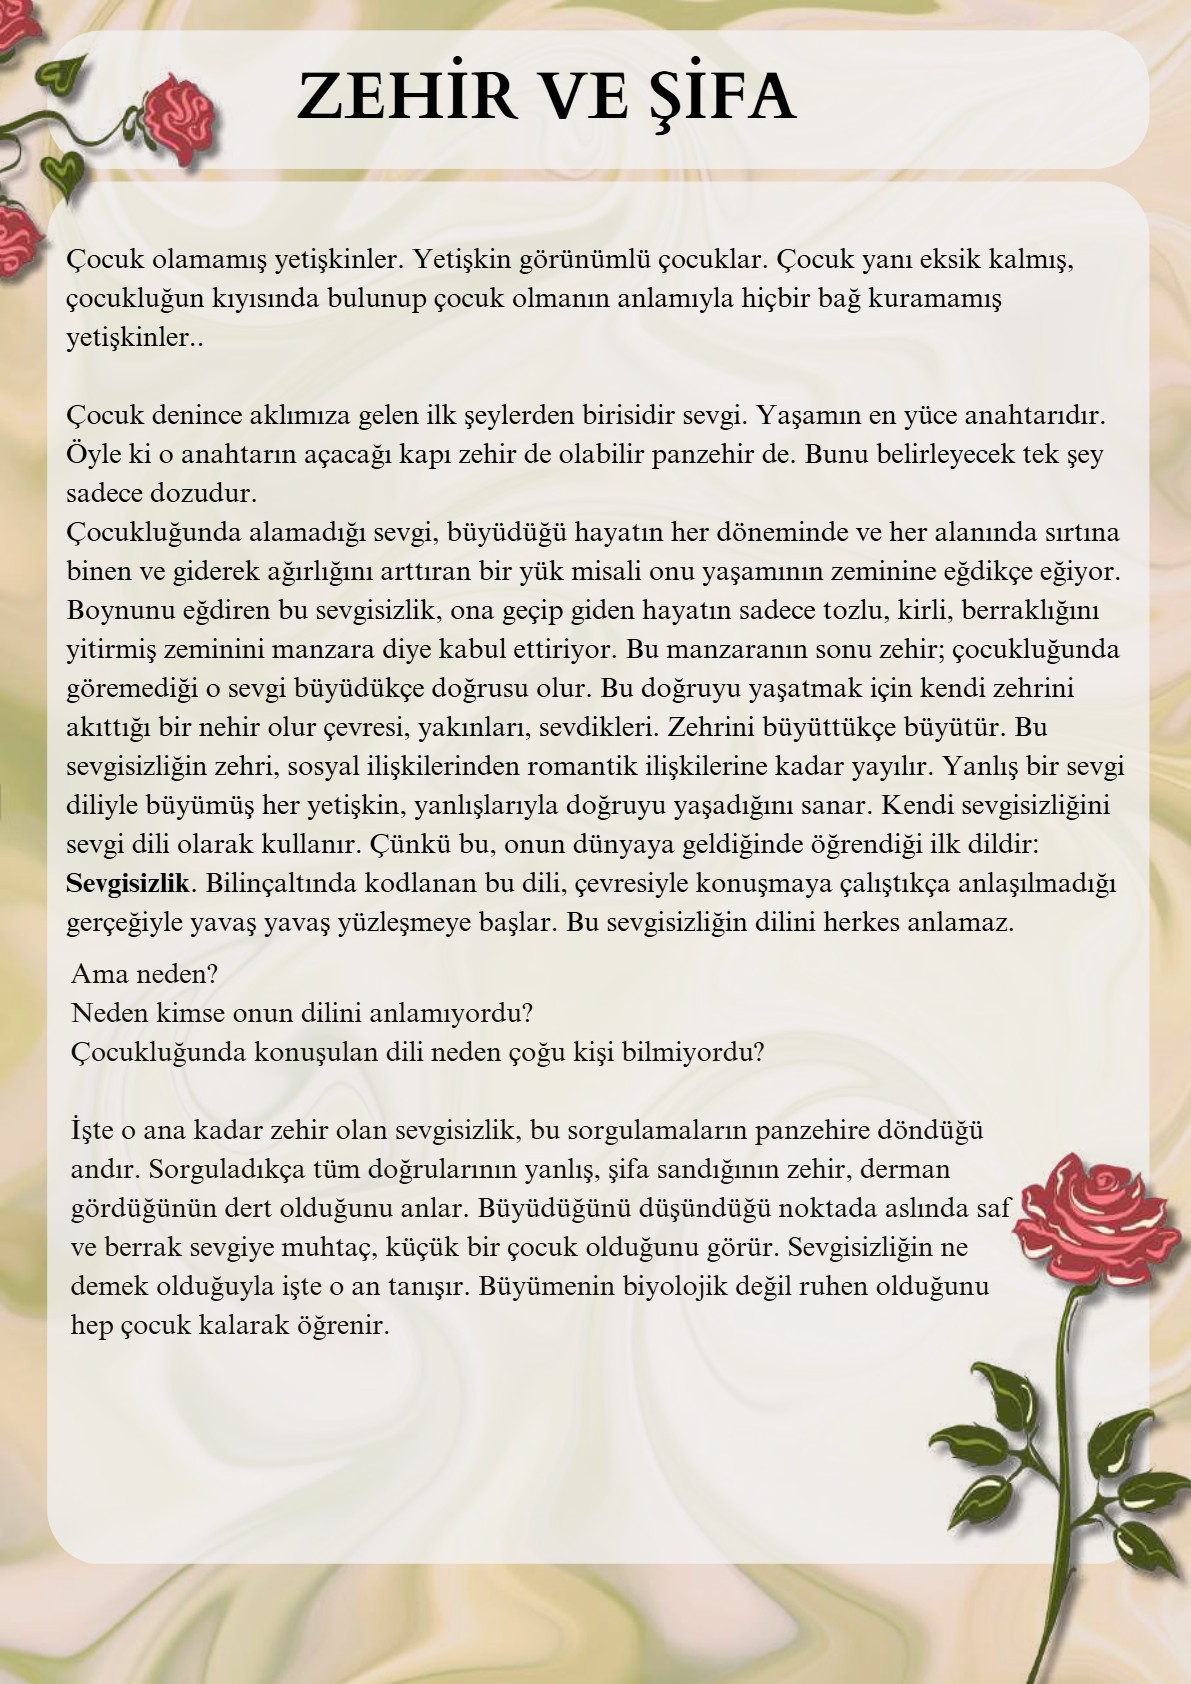 ZEHİR VE ŞİFA
Çocuk olamamış yetişkinler. Yetişkin görünümlü çocuklar. Çocuk yanı eksik kalmış,
çocukluğun kıyısında bulunup çocuk olmanın anlamıyla hiçbir bağ kuramamış
yetişkinler..
Çocuk denince aklımıza gelen ilk şeylerden birisidir sevgi. Yaşamın en yüce anahtarıdır.
Öyle ki o anahtarın açacağı kapı zehir de olabilir panzehir de. Bunu belirleyecek tek şey
sadece dozudur.
Çocukluğunda alamadığı sevgi, büyüdüğü hayatın her döneminde ve her alanında sırtına
binen ve giderek ağırlığını arttıran bir yük misali onu yaşamının zeminine eğdikçe eğiyor.
Boynunu eğdiren bu sevgisizlik, ona geçip giden hayatın sadece tozlu, kirli, berraklığını
yitirmiş zeminini manzara diye kabul ettiriyor. Bu manzaranın sonu zehir; çocukluğunda
göremediği o sevgi büyüdükçe doğrusu olur. Bu doğruyu yaşatmak için kendi zehrini
akıttığı bir nehir olur çevresi, yakınları, sevdikleri. Zehrini büyüttükçe büyütür. Bu
sevgisizliğin zehri, sosyal ilişkilerinden romantik ilişkilerine kadar yayılır. Yanlış bir sevgi
diliyle büyümüş her yetişkin, yanlışlarıyla doğruyu yaşadığını sanar. Kendi sevgisizliğini
sevgi dili olarak kullanır. Çünkü bu, onun dünyaya geldiğinde öğrendiği ilk dildir:
Sevgisizlik. Bilinçaltında kodlanan bu dili, çevresiyle konuşmaya çalıştıkça anlaşılmadığı
gerçeğiyle yavaş yavaş yüzleşmeye başlar. Bu sevgisizliğin dilini herkes anlamaz.
Ama neden?
Neden kimse onun dilini anlamıyordu?
Çocukluğunda konuşulan dili neden çoğu kişi bilmiyordu?
İşte o ana kadar zehir olan sevgisizlik, bu sorgulamaların panzehire döndüğü
andır. Sorguladıkça tüm doğrularının yanlış, şifa sandığının zehir, derman
gördüğünün dert olduğunu anlar. Büyüdüğünü düşündüğü noktada aslında saf
ve berrak sevgiye muhtaç, küçük bir çocuk olduğunu görür. Sevgisizliğin ne
demek olduğuyla işte o an tanışır. Büyümenin biyolojik değil ruhen olduğunu
hep çocuk kalarak öğrenir.